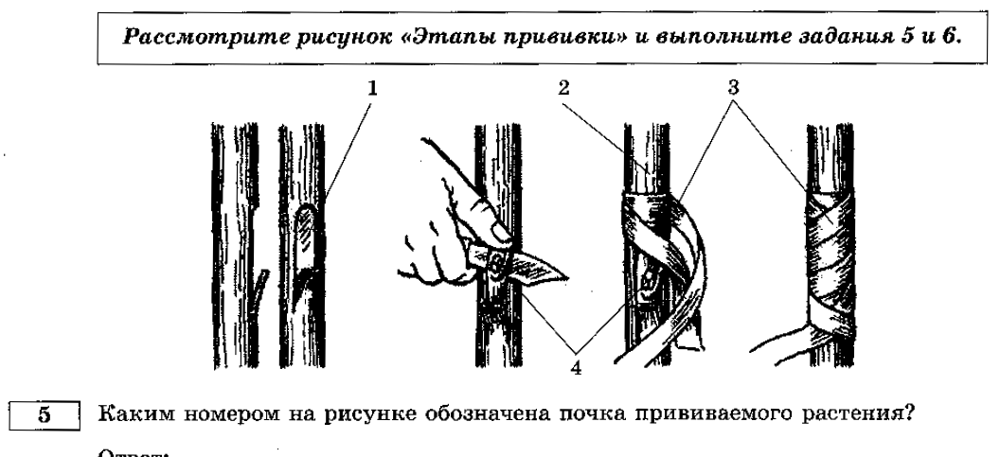 Рассмотрите рисунок «Этапы прививки» и выполните задания 5 и 6.
1 2 3
4
5 Каким номером на рисунке обозначена почка прививаемого растения?
Ответ: